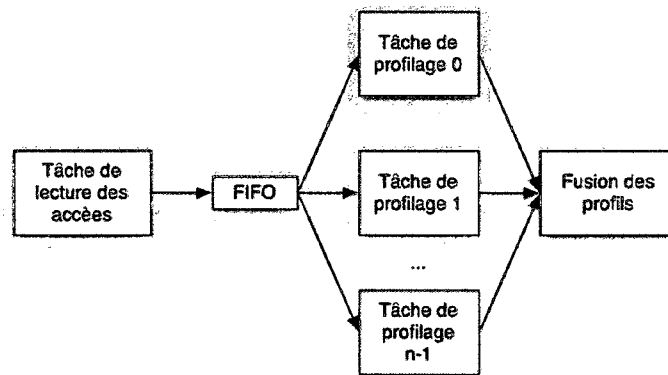 Tâche de
profilage 0
Tâche de
lecture des
accèes
FIFO
Tâche de
profilage 1
Fusion des
profils
...
Tâche de
profilage
n-1